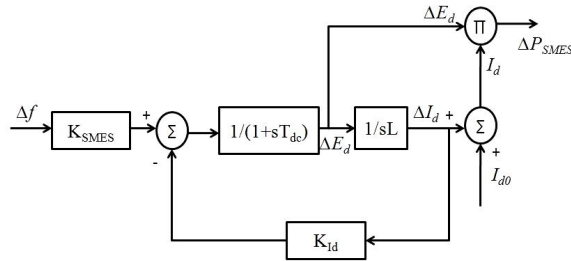 ΔE_d
Π
ΔP_SMES
I_d
Δf
K_SMES
+
Σ
-
1/(1+sT_dc)
ΔE_d
1/sL
ΔI_d
+
Σ
+
I_d0
K_Id